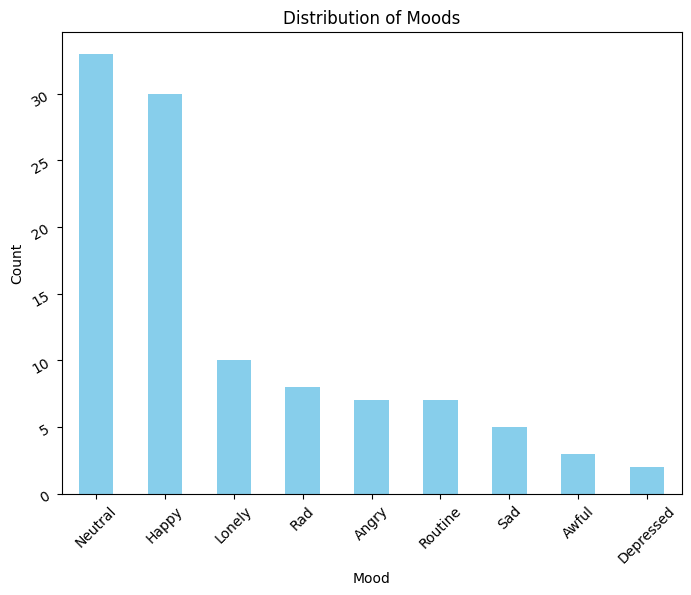 Distribution of Moods
Count
30
25
20
15
10
5
0
Neutral
Happy
Lonely
Rad
Angry
Routine
Sad
Awful
Depressed
Mood